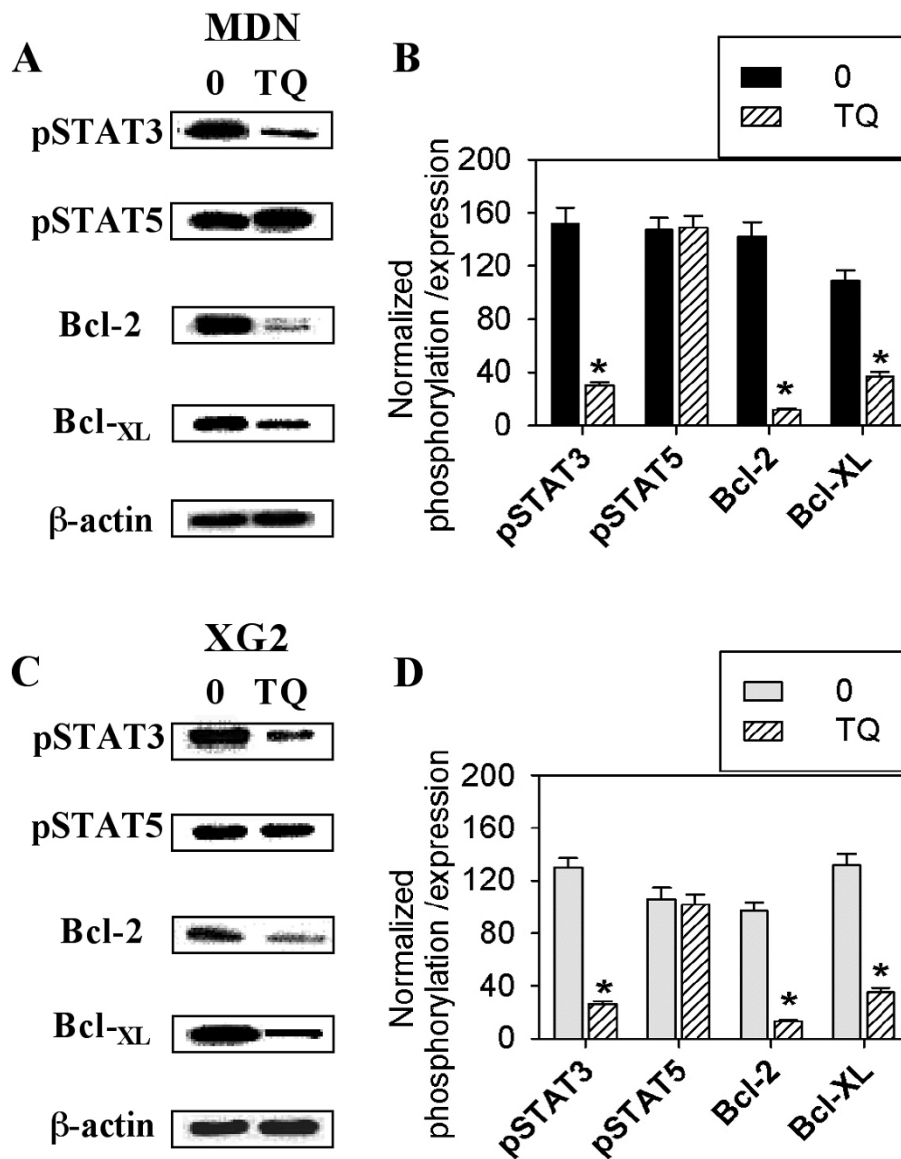 MDN
A
0 TQ
pSTAT3
pSTAT5
Bcl-2
Bcl-XL
β-actin
B
0
TQ
Normalized
phosphorylation /expression
200
160
120
80
40
0
*
*
*
pSTAT3
pSTAT5
Bcl-2
Bcl-XL
XG2
C
0 TQ
pSTAT3
pSTAT5
Bcl-2
Bcl-XL
β-actin
D
0
TQ
Normalized
phosphorylation /expression
200
160
120
80
40
0
*
*
*
pSTAT3
pSTAT5
Bcl-2
Bcl-XL